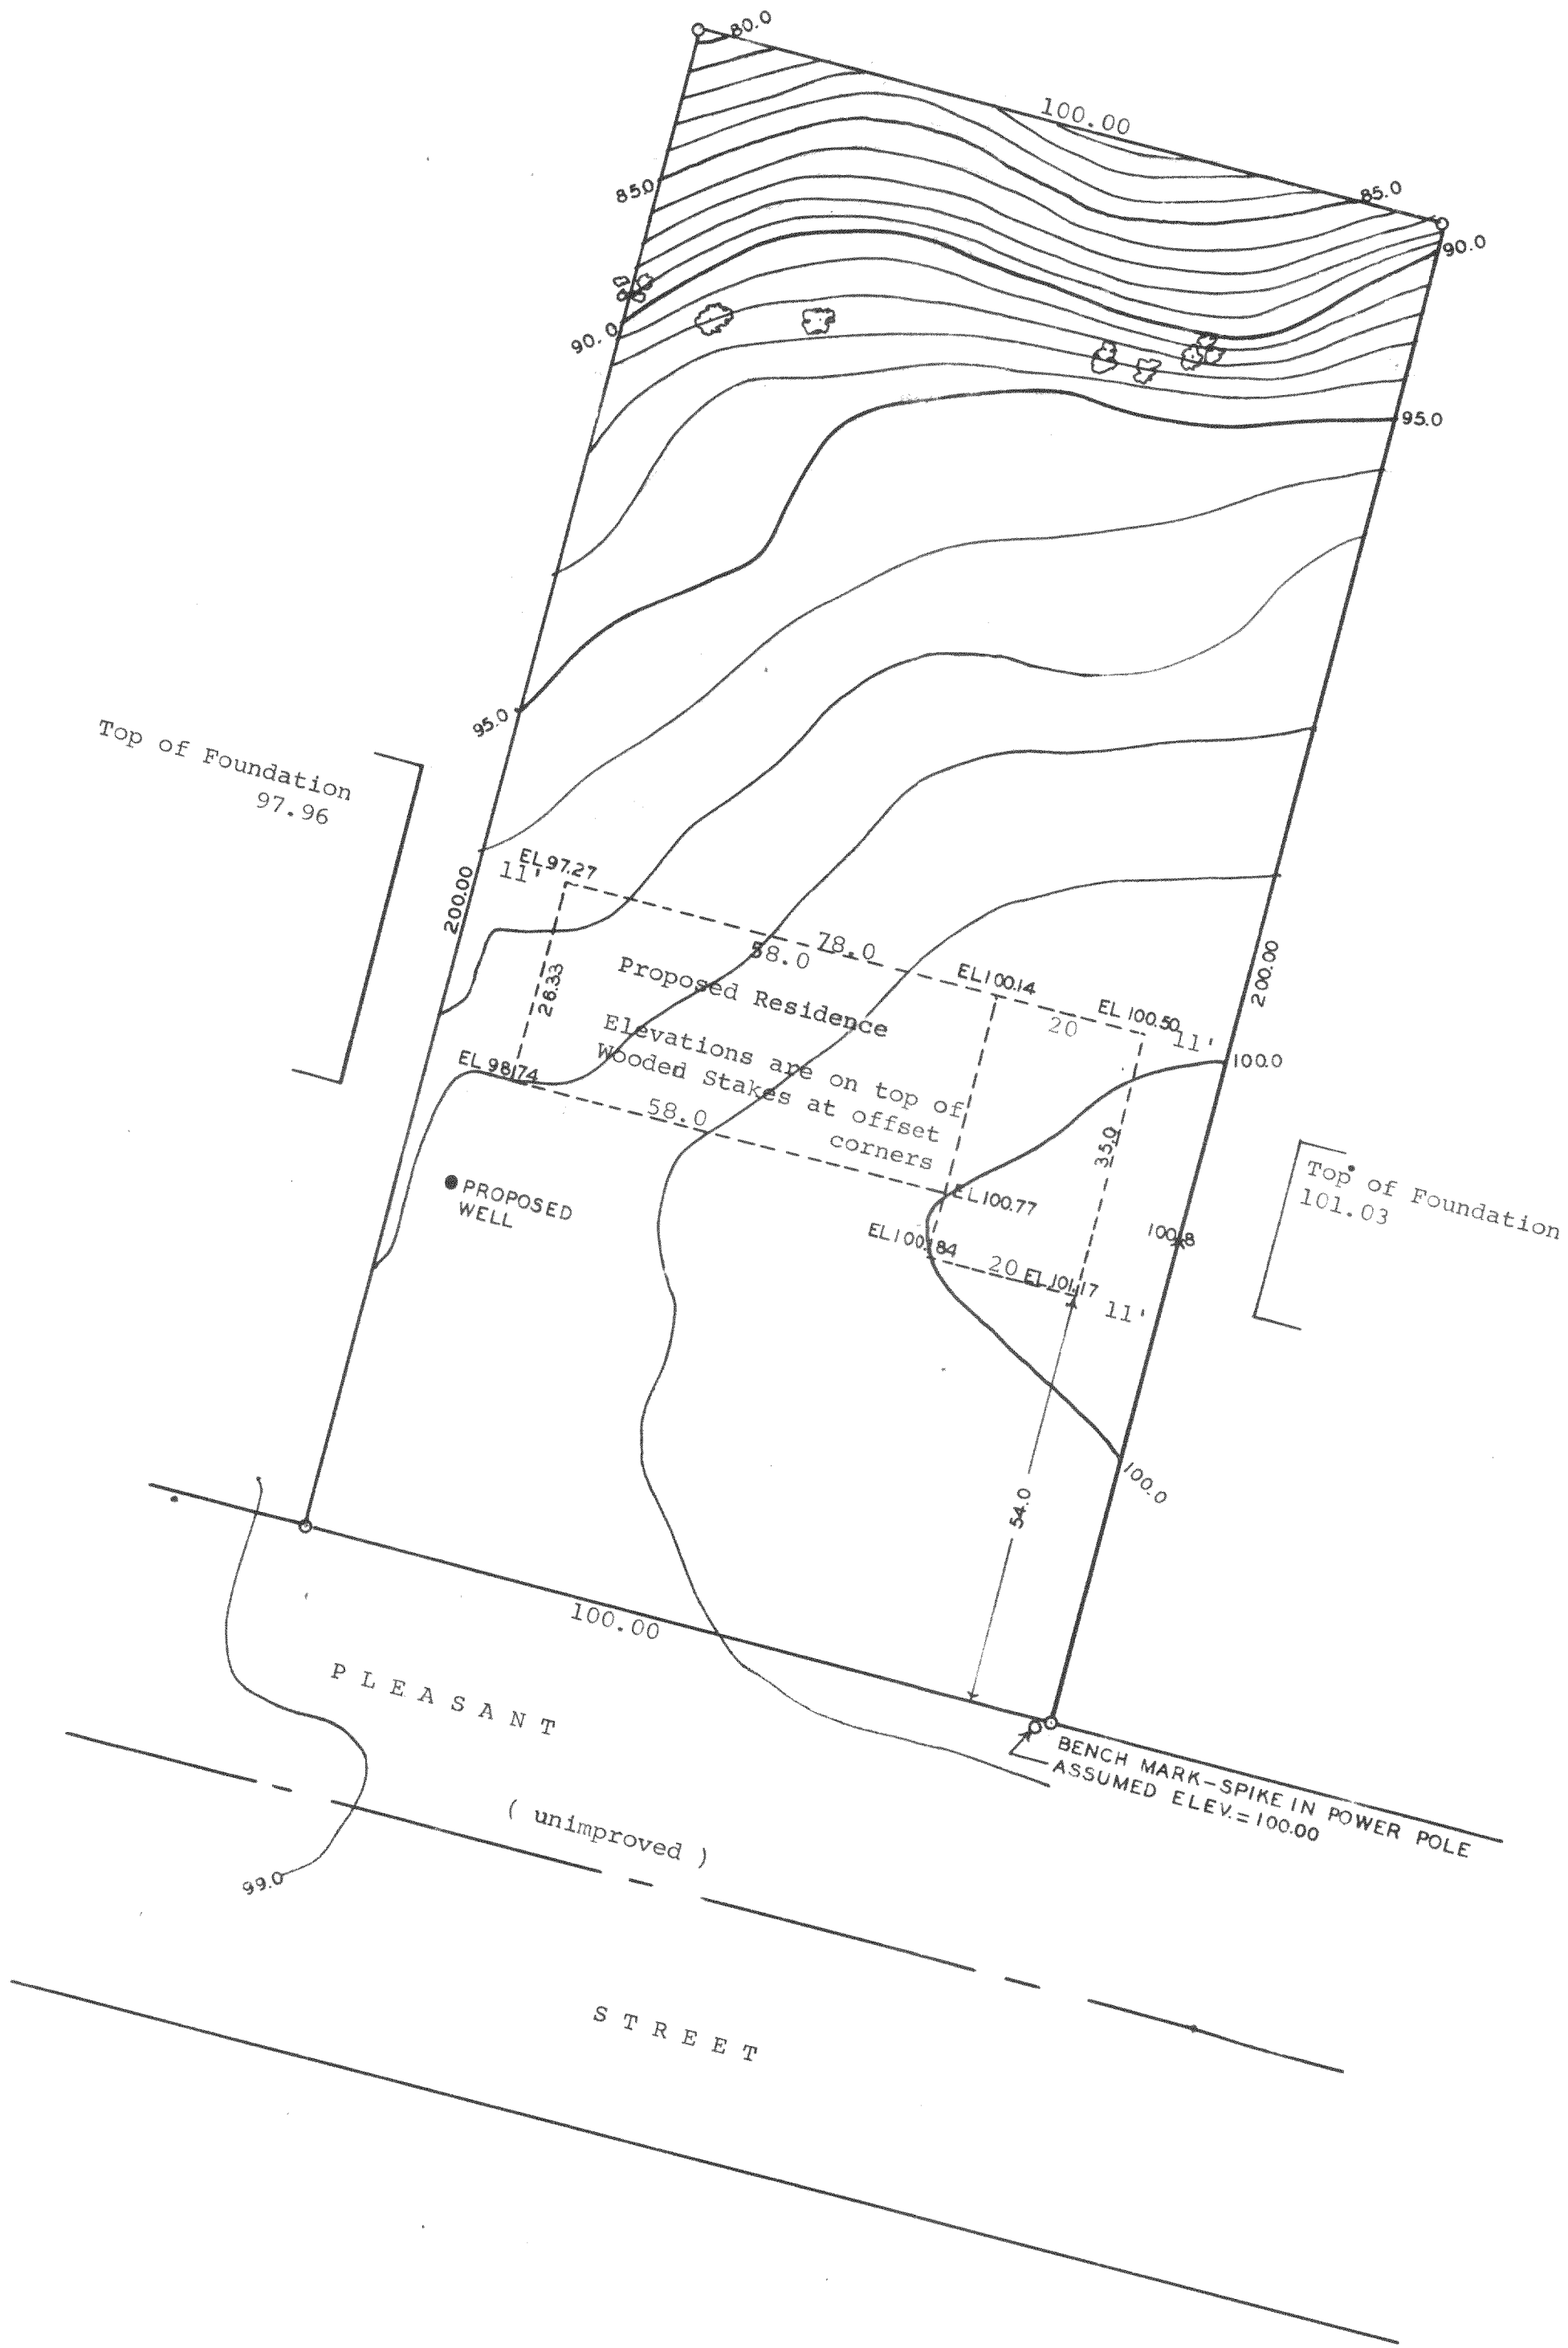 80.0
100.00
85.0
85.0
90.0
90.0
95.0
95.0
Top of Foundation
97.96
200.00
EL 97.27
11'
78.0
58.0
26.33
Proposed Residence
EL 100.14
EL 100.50
20
11'
200.00
100.0
Elevations are on top of
Wooded Stakes at offset
corners
EL 98.74
58.0
35.0
EL 100.77
PROPOSED
WELL
EL 100.84
20
EL 101.17
11'
100.8
Top of Foundation
101.03
100.0
54.0
100.00
PLEASANT
BENCH MARK-SPIKE IN POWER POLE
ASSUMED ELEV.=100.00
( unimproved )
99.0
STREET